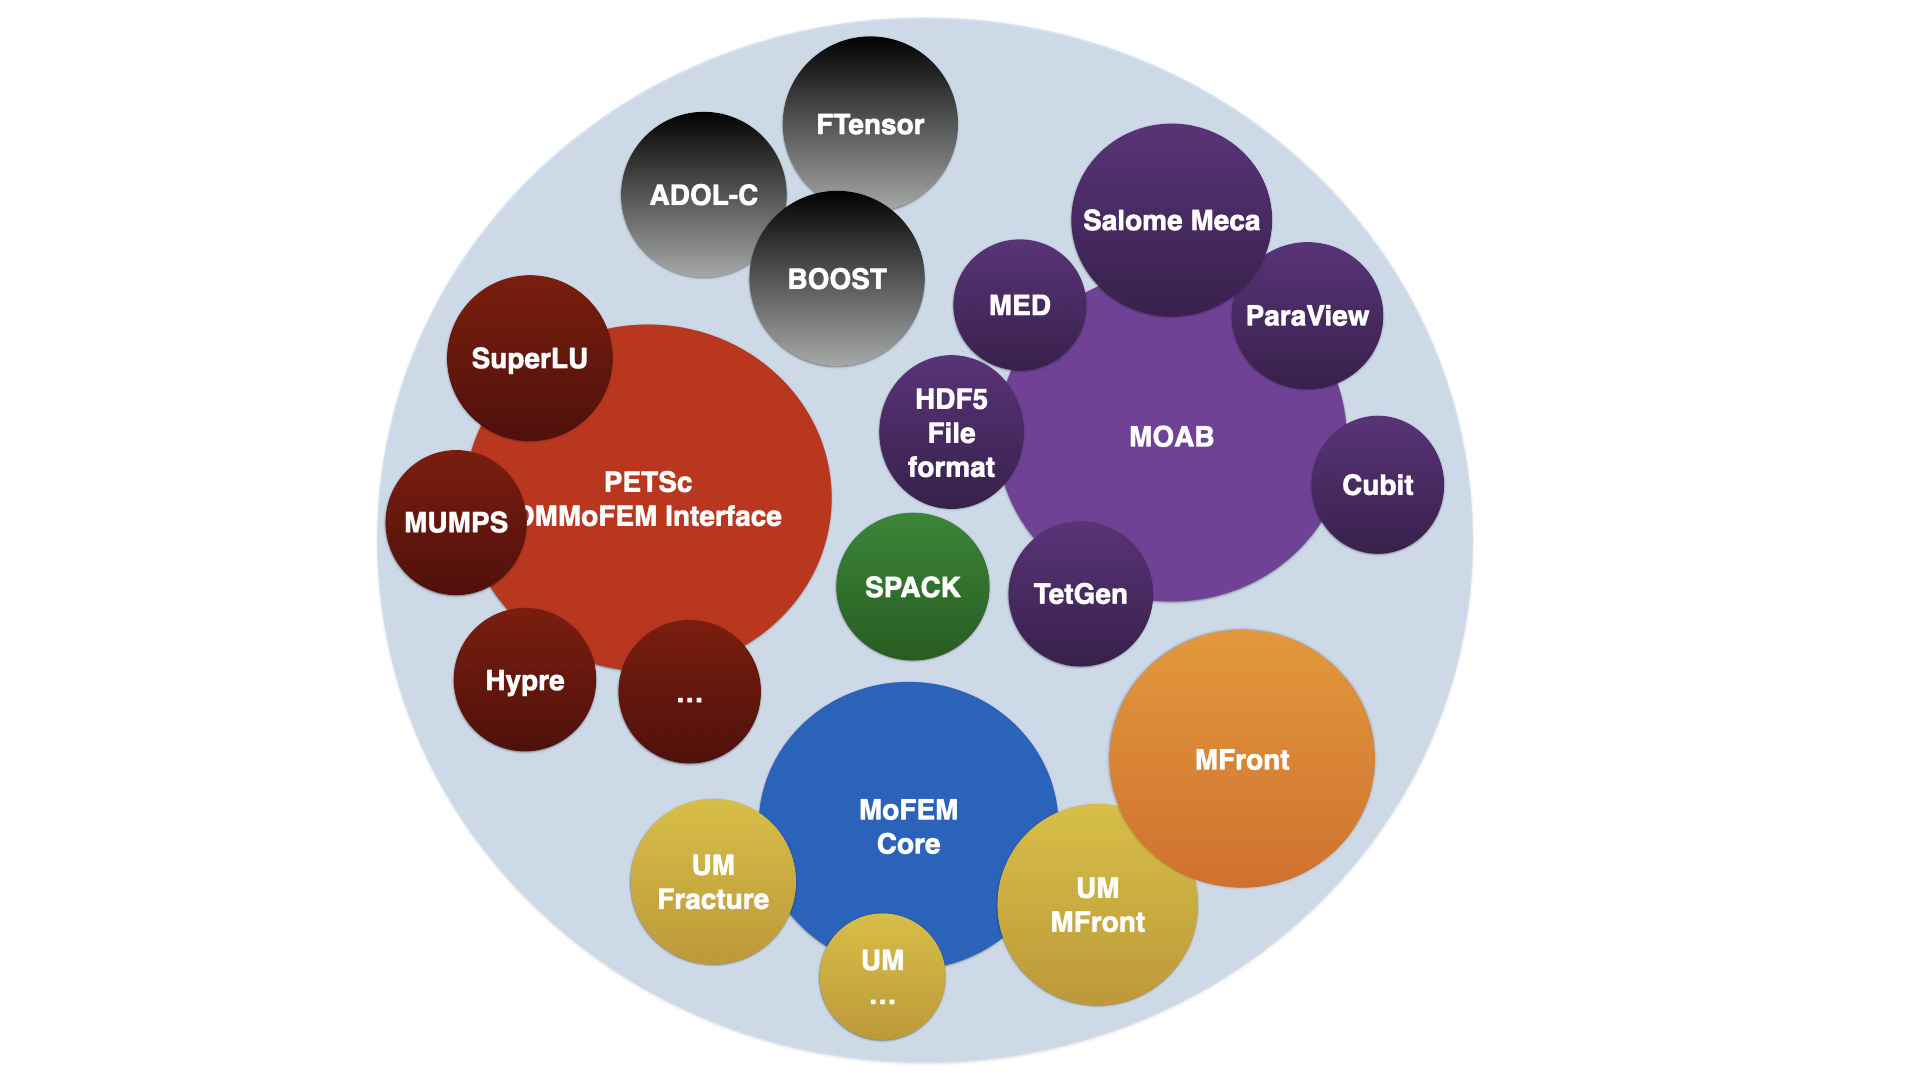 FTensor
ADOL-C
BOOST
Salome Meca
MED
ParaView
HDF5
File
format
MOAB
Cubit
TetGen
SuperLU
PETSc
DMMoFEM Interface
MUMPS
Hypre
...
SPACK
MoFEM
Core
MFront
UM
Fracture
UM
MFront
UM
...